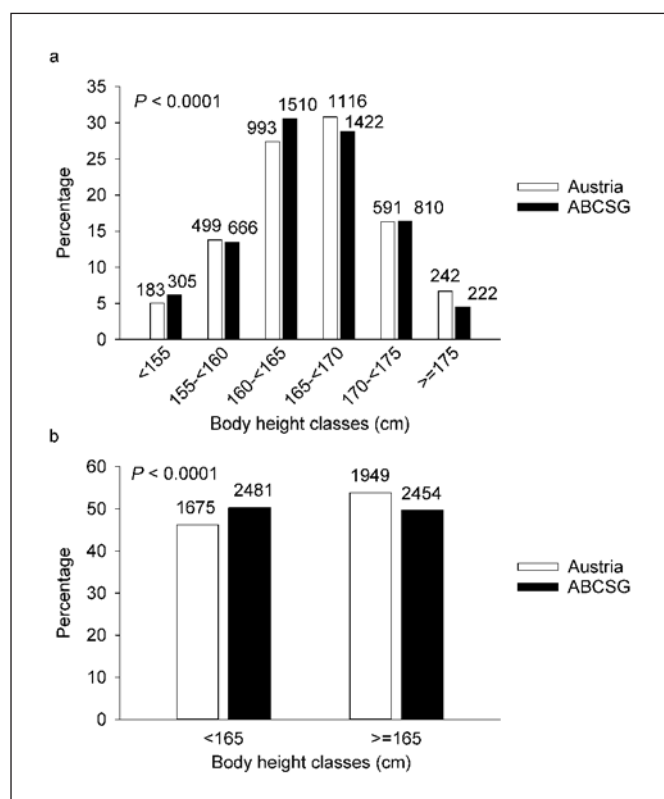 a
P < 0.0001
35
30
25
20
15
10
5
0
Percentage
183 305
499 666
993 1510
1116 1422
591 810
242 222
<155
155-<160
160-<165
165-<170
170-<175
>=175
Body height classes (cm)
Austria
ABCSG
b
P < 0.0001
60
50
40
30
20
10
0
Percentage
1675 2481
1949 2454
<165 >=165
Body height classes (cm)
Austria
ABCSG